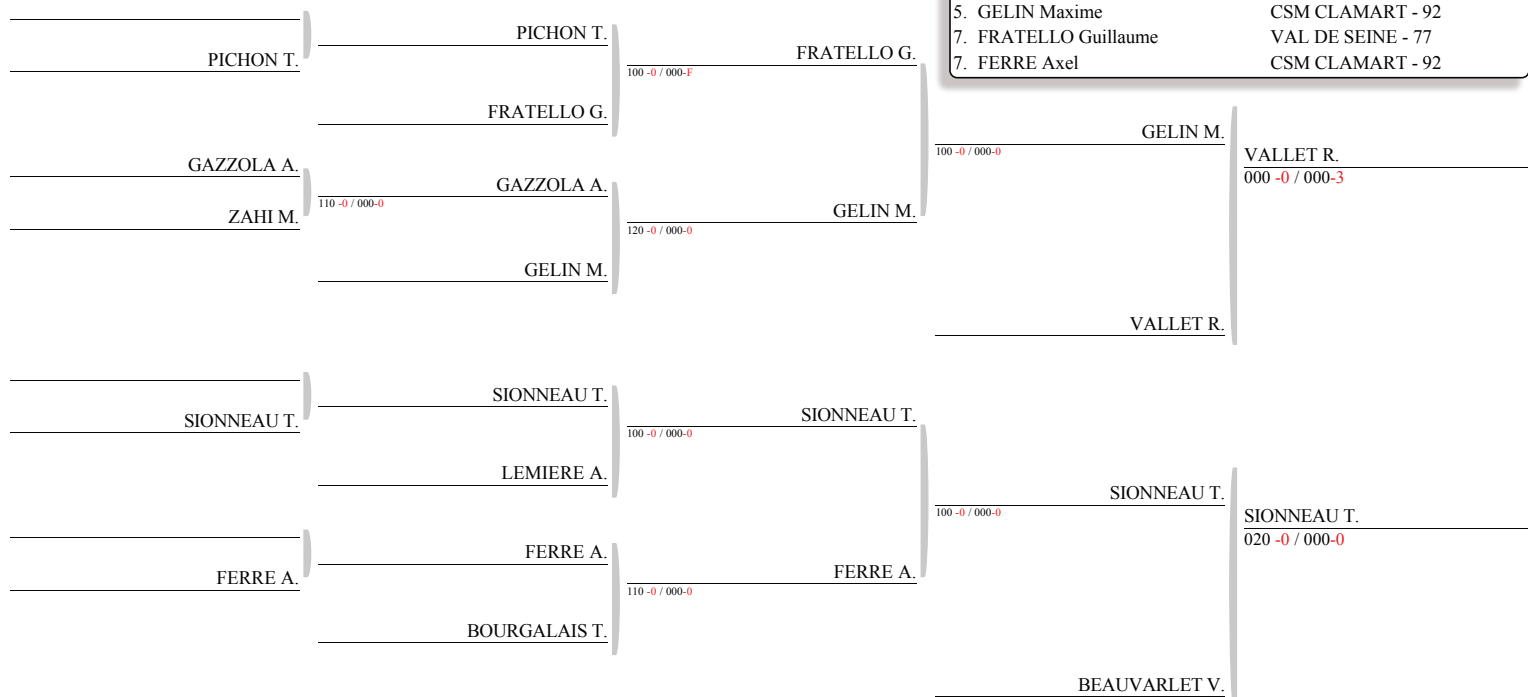 5. GELIN Maxime CSM CLAMART - 92
7. FRATELLO Guillaume VAL DE SEINE - 77
7. FERRE Axel CSM CLAMART - 92
PICHON T.
PICHON T.
100 -0 / 000-F
FRATELLO G.
FRATELLO G.
GAZZOLA A.
ZAHI M.
110 -0 / 000-0
GAZZOLA A.
GELIN M.
120 -0 / 000-0
GELIN M.
100 -0 / 000-0
GELIN M.
VALLET R.
VALLET R.
000 -0 / 000-3
SIONNEAU T.
SIONNEAU T.
LEMIERE A.
100 -0 / 000-0
SIONNEAU T.
FERRE A.
FERRE A.
BOURGALAIS T.
110 -0 / 000-0
FERRE A.
100 -0 / 000-0
SIONNEAU T.
BEAUVARLET V.
SIONNEAU T.
020 -0 / 000-0